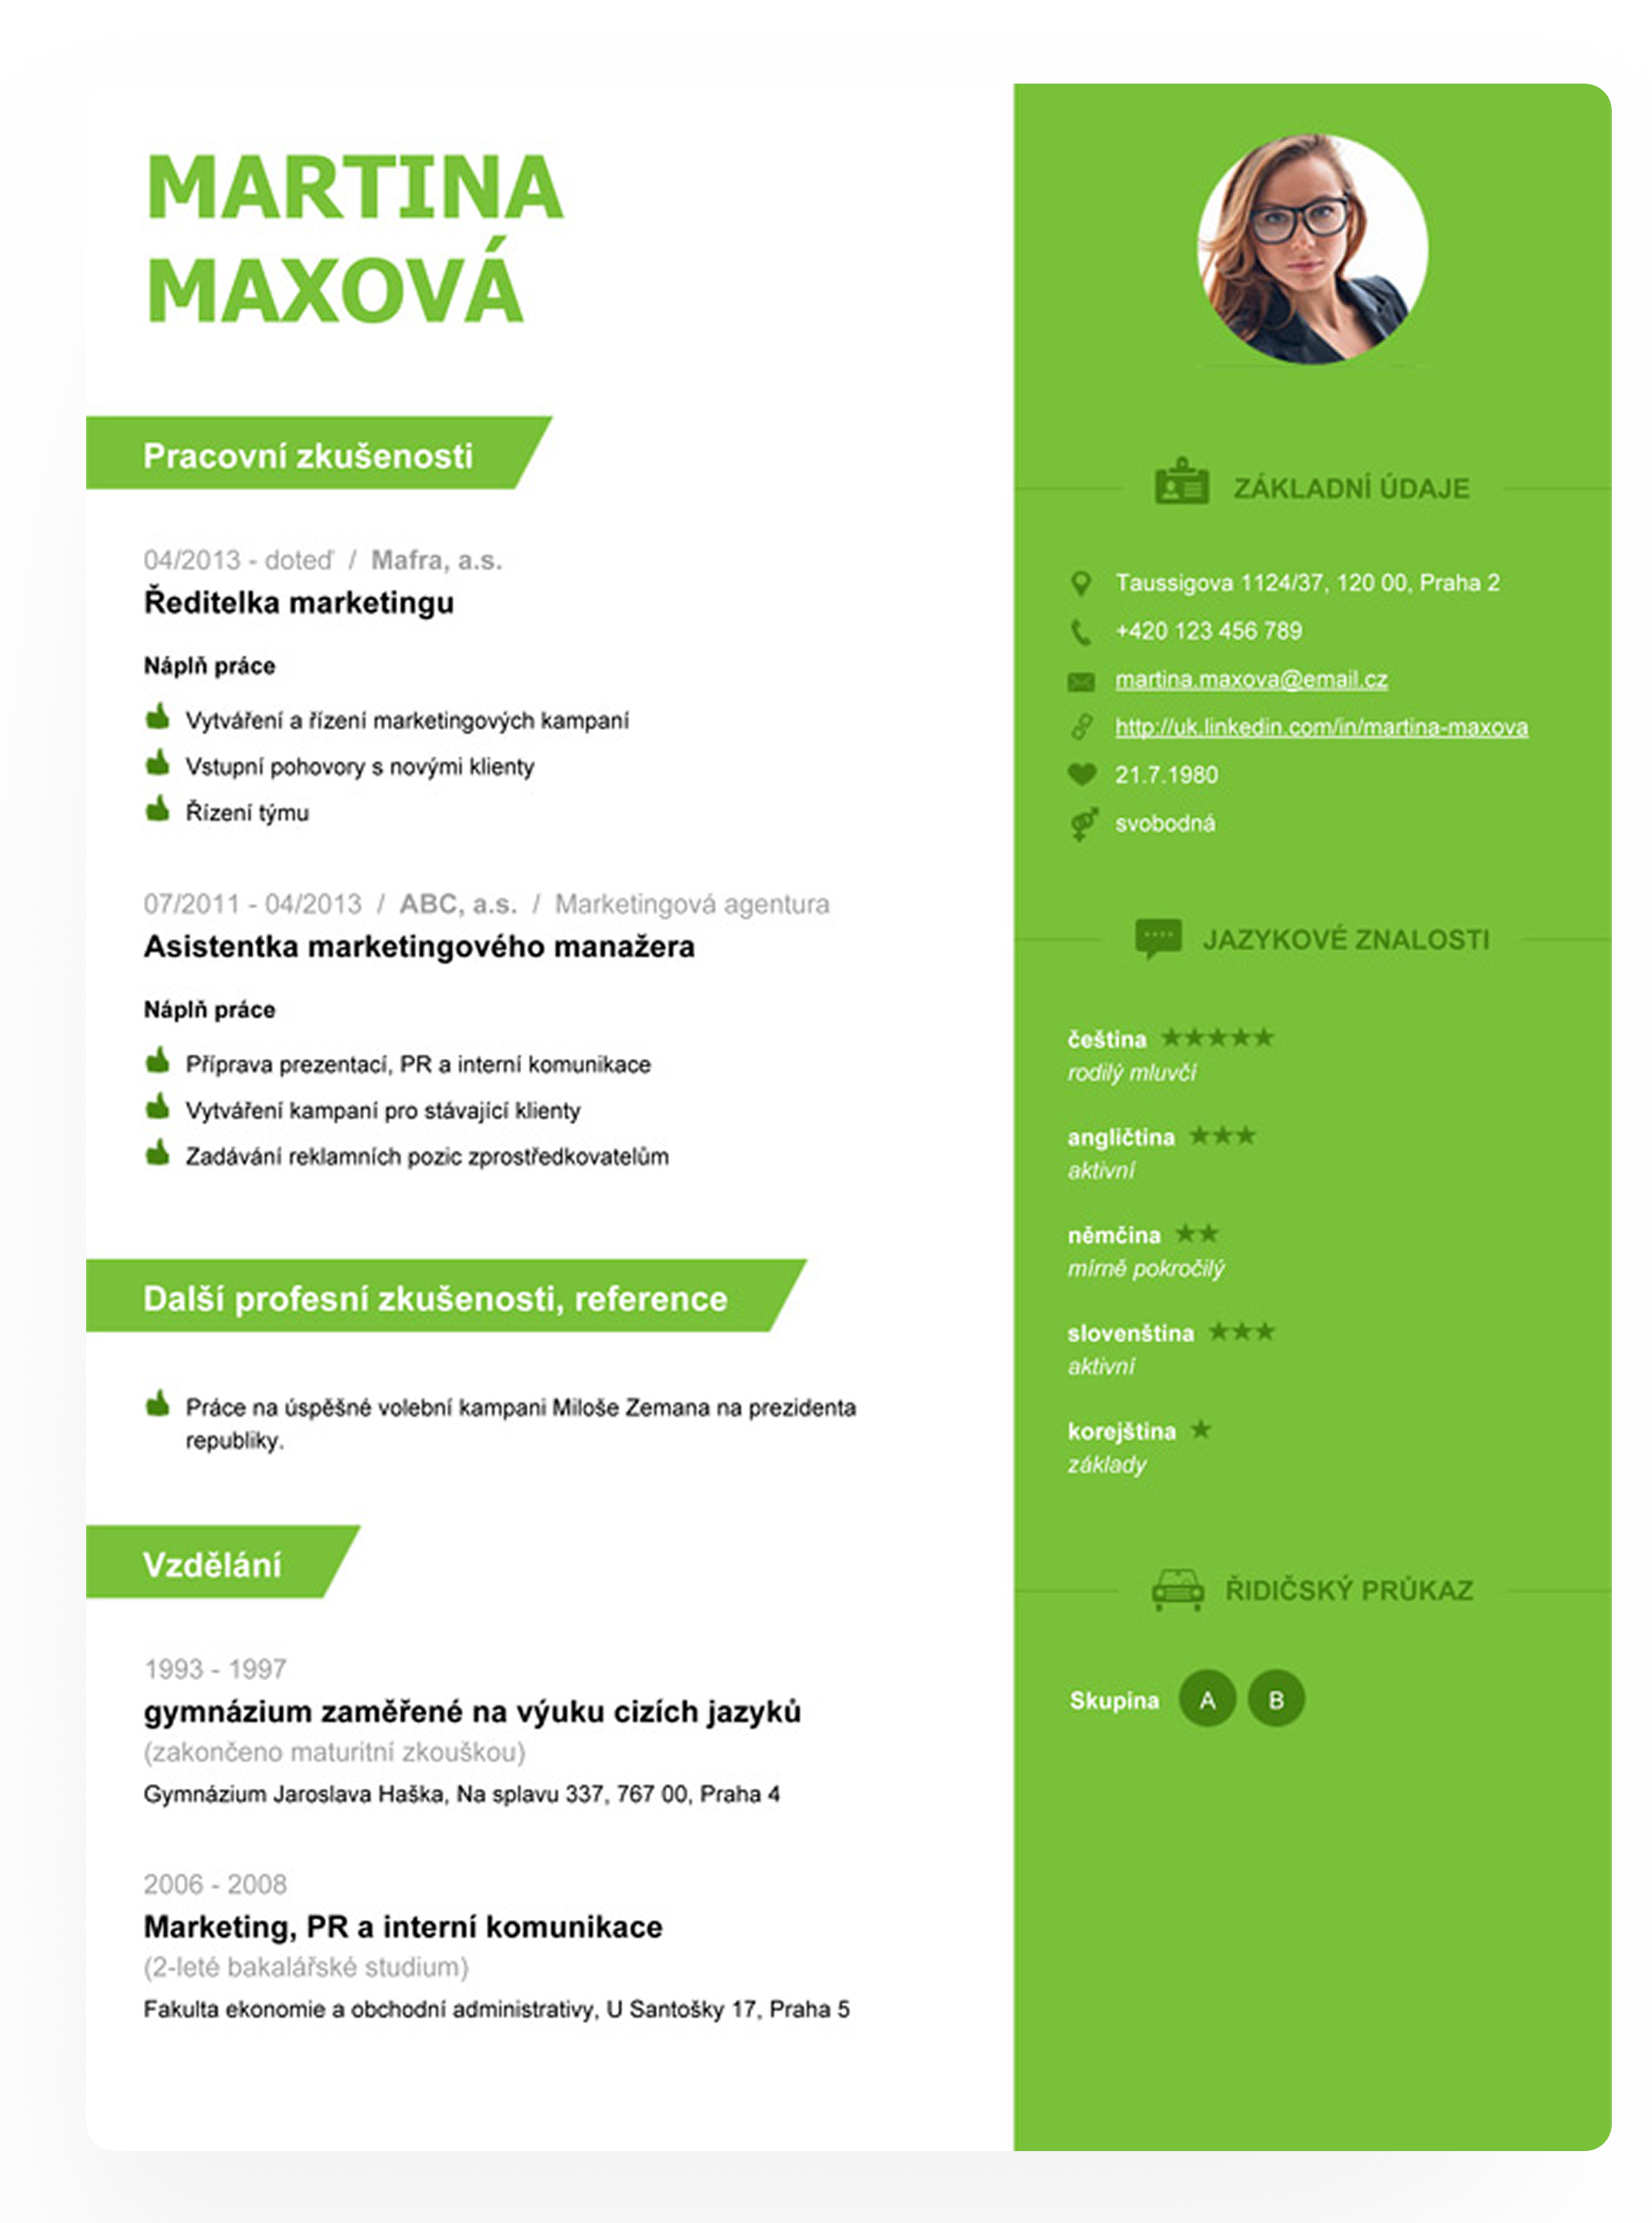 MARTINA
MAXOVÁ
Pracovní zkušenosti
04/2013 - doteď / Mafra, a.s.
Ředitelka marketingu
Náplň práce
Vytváření a řízení marketingových kampaní
Vstupní pohovory s novými klienty
Řízení týmu
07/2011 - 04/2013 / ABC, a.s. / Marketingová agentura
Asistentka marketingového manažera
Náplň práce
Příprava prezentací, PR a interní komunikace
Vytváření kampaní pro stávající klienty
Zadávání reklamních pozic zprostředkovatelům
Další profesní zkušenosti, reference
Práce na úspěšné volební kampani Miloše Zemana na prezidenta
republiky.
Vzdělání
1993 - 1997
gymnázium zaměřené na výuku cizích jazyků
(zakončeno maturitní zkouškou)
Gymnázium Jaroslava Haška, Na splavu 337, 767 00, Praha 4
2006 - 2008
Marketing, PR a interní komunikace
(2-leté bakalářské studium)
Fakulta ekonomie a obchodní administrativy, U Santošky 17, Praha 5
ZÁKLADNÍ ÚDAJE
Taussigova 1124/37, 120 00, Praha 2
+420 123 456 789
martina.maxova@email.cz
http://uk.linkedin.com/in/martina-maxova
21.7.1980
svobodná
JAZYKOVÉ ZNALOSTI
čeština ★★★★★
rodilý mluvčí
angličtina ★★★
aktivní
němčina ★★
mírně pokročilý
slovenština ★★★
aktivní
korejština ★
základy
ŘIDIČSKÝ PRŮKAZ
Skupina A B